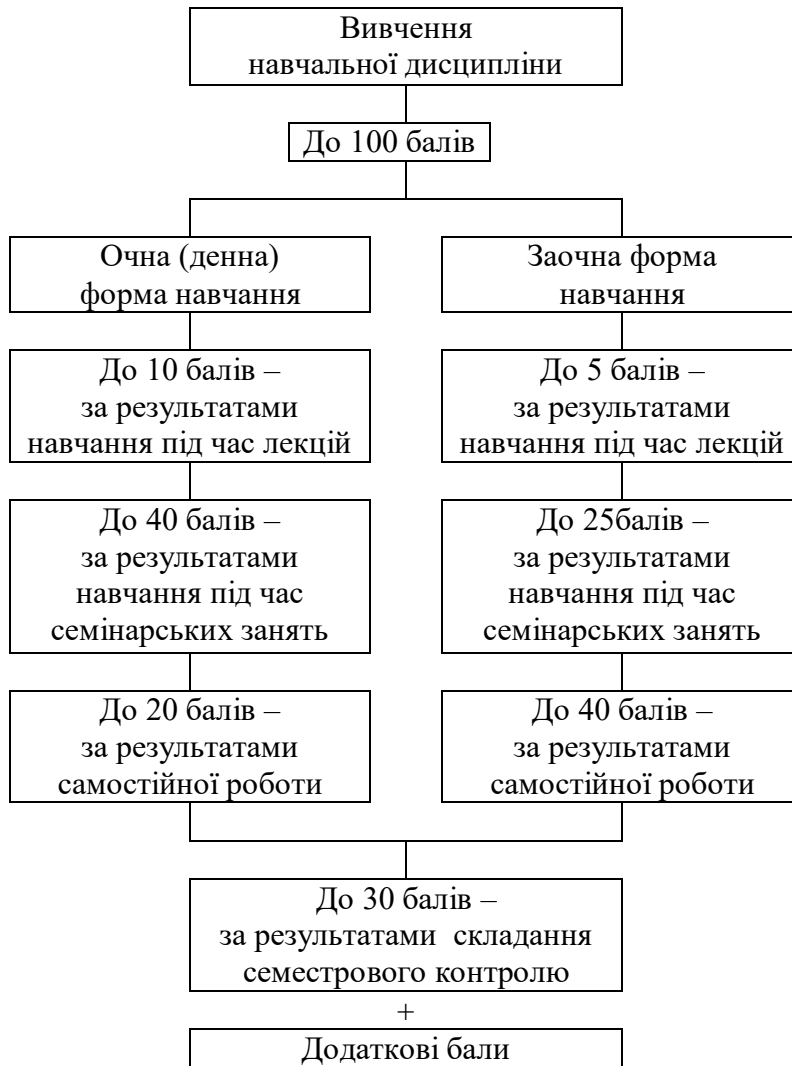 Вивчення
навчальної дисципліни
До 100 балів
Очна (денна)
форма навчання
Заочна форма
навчання
До 10 балів –
за результатами
навчання під час лекцій
До 5 балів –
за результатами
навчання під час лекцій
До 40 балів –
за результатами
навчання під час
семінарських занять
До 25балів –
за результатами
навчання під час
семінарських занять
До 20 балів –
за результатами
самостійної роботи
До 40 балів –
за результатами
самостійної роботи
До 30 балів –
за результатами складання
семестрового контролю
+
Додаткові бали